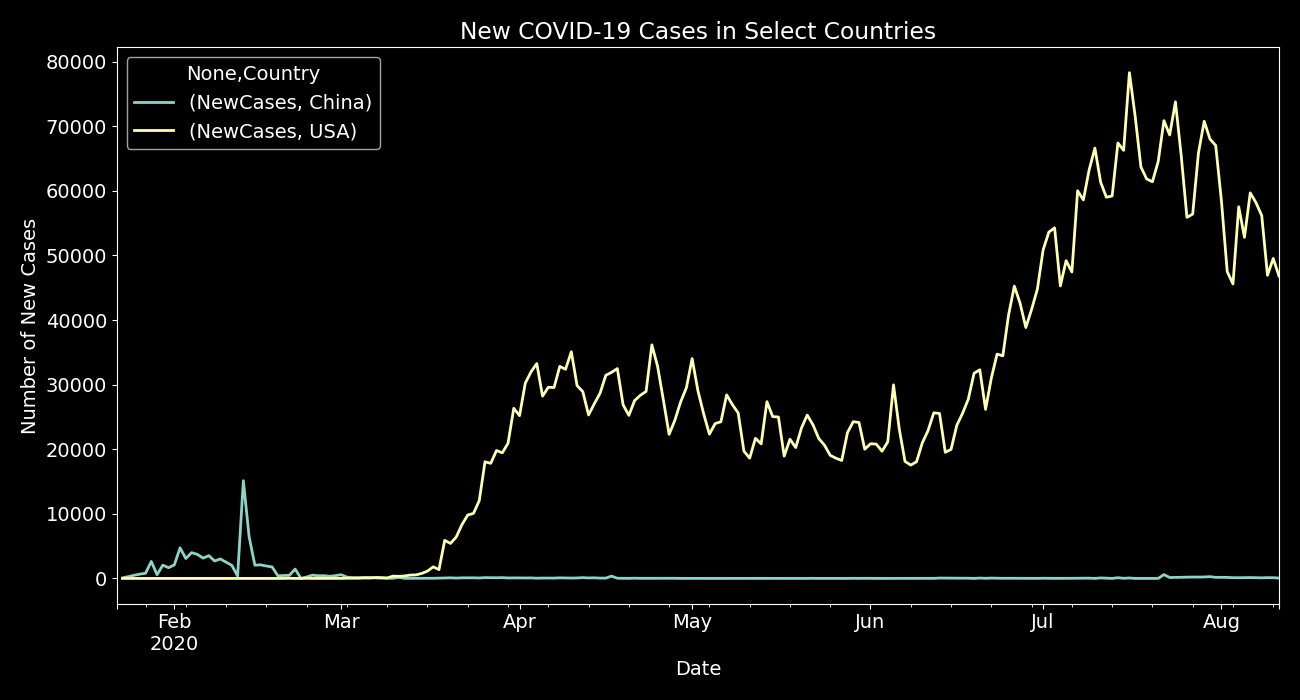 New COVID-19 Cases in Select Countries
80000
70000
60000
50000
40000
30000
20000
10000
0
Number of New Cases
None,Country
(NewCases, China)
(NewCases, USA)
Feb Mar Apr May Jun Jul Aug
2020
Date